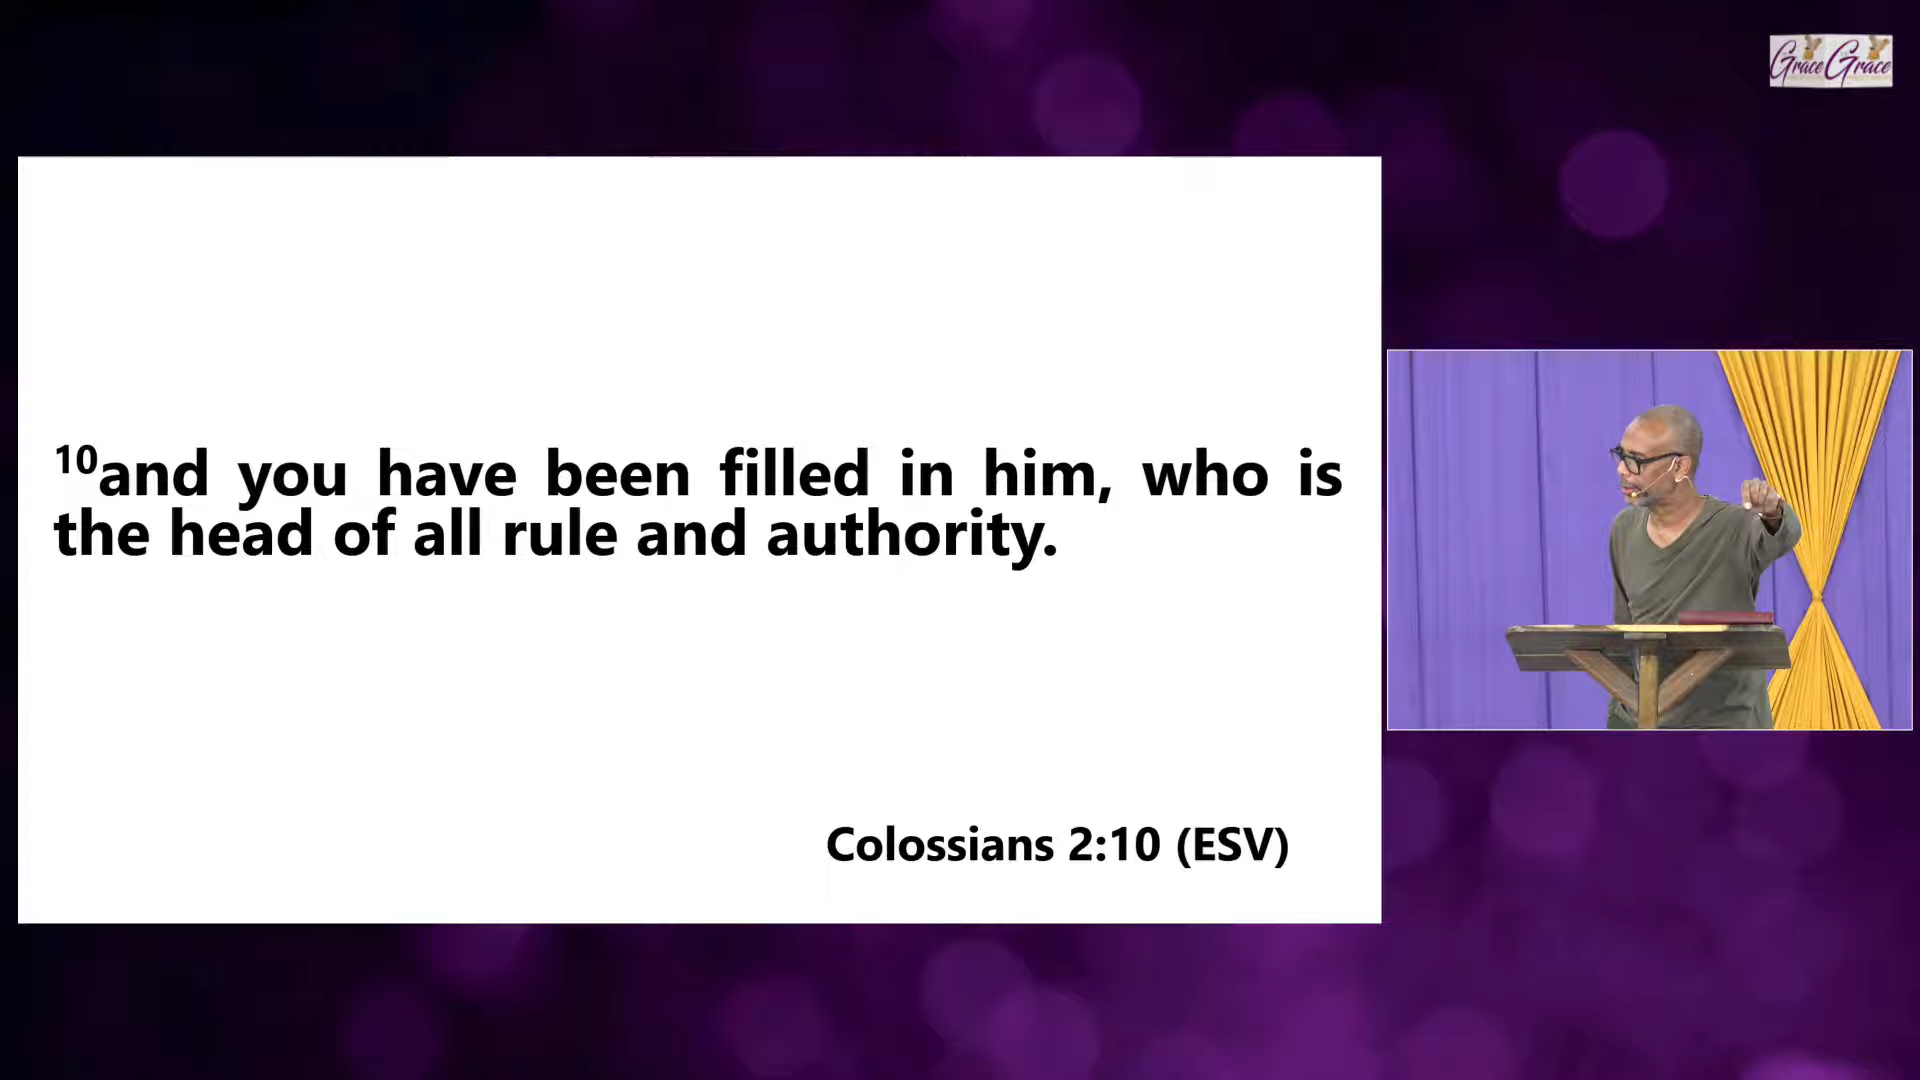 Grace Grace
¹⁰and you have been filled in him, who is
the head of all rule and authority.
Colossians 2:10 (ESV)